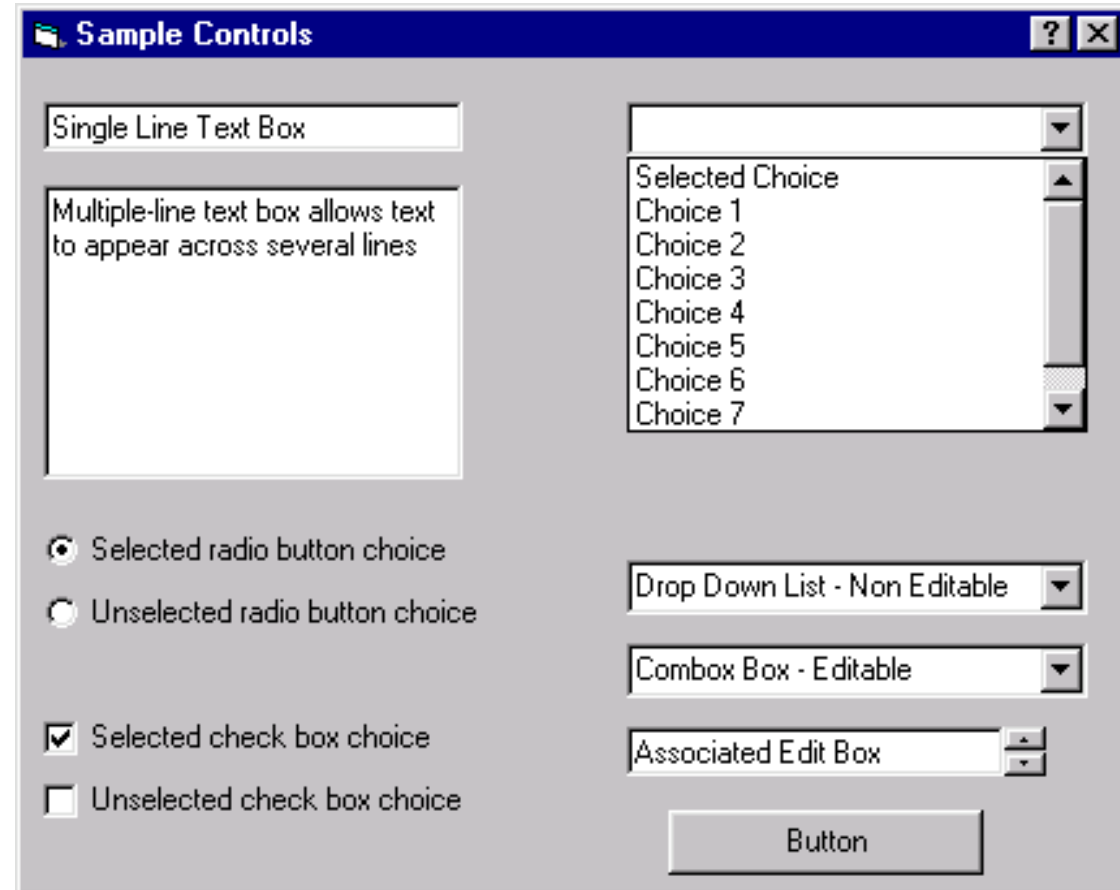 Sample Controls
?
Single Line Text Box
Multiple-line text box allows text
to appear across several lines
Selected Choice
Choice 1
Choice 2
Choice 3
Choice 4
Choice 5
Choice 6
Choice 7
Selected radio button choice
Unselected radio button choice
Drop Down List - Non Editable
Combox Box - Editable
Selected check box choice
Unselected check box choice
Associated Edit Box
Button